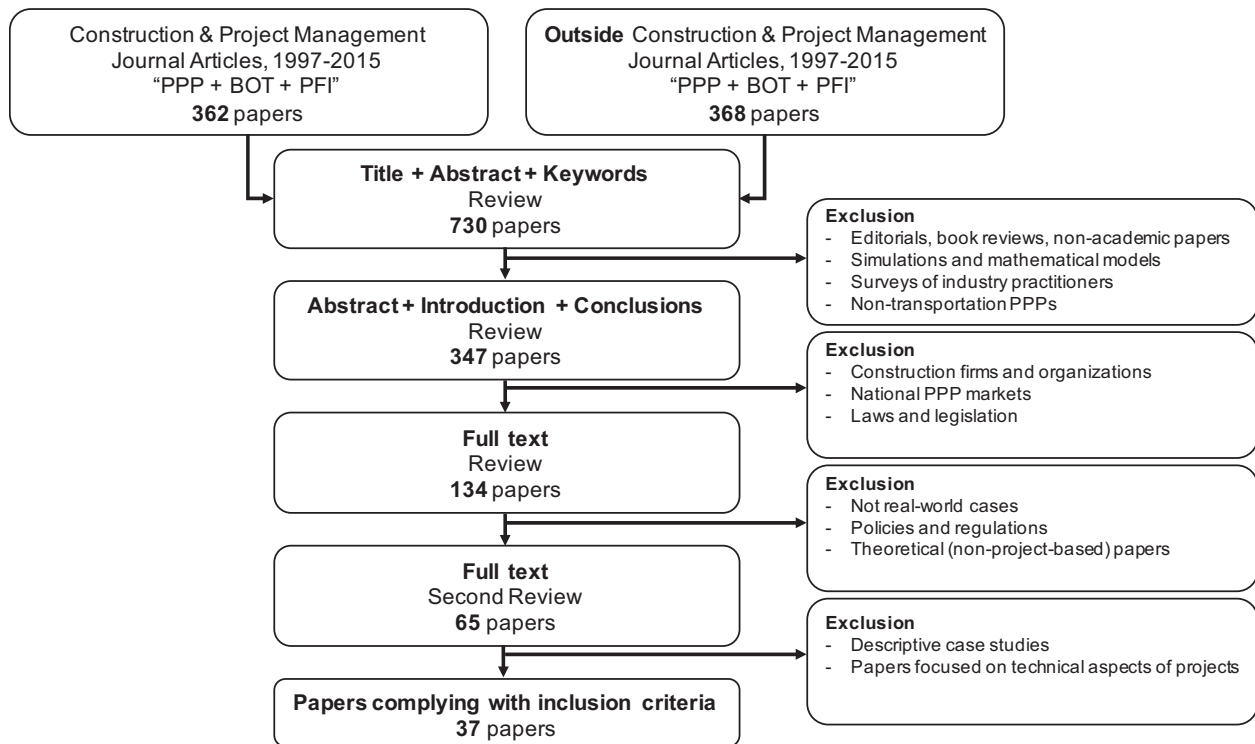 Construction & Project Management
Journal Articles, 1997-2015
“PPP + BOT + PFI”
362 papers
Outside Construction & Project Management
Journal Articles, 1997-2015
“PPP + BOT + PFI”
368 papers
Title + Abstract + Keywords
Review
730 papers
Exclusion
- Editorials, book reviews, non-academic papers
- Simulations and mathematical models
- Surveys of industry practitioners
- Non-transportation PPPs
Abstract + Introduction + Conclusions
Review
347 papers
Exclusion
- Construction firms and organizations
- National PPP markets
- Laws and legislation
Full text
Review
134 papers
Exclusion
- Not real-world cases
- Policies and regulations
- Theoretical (non-project-based) papers
Full text
Second Review
65 papers
Exclusion
- Descriptive case studies
- Papers focused on technical aspects of projects
Papers complying with inclusion criteria
37 papers